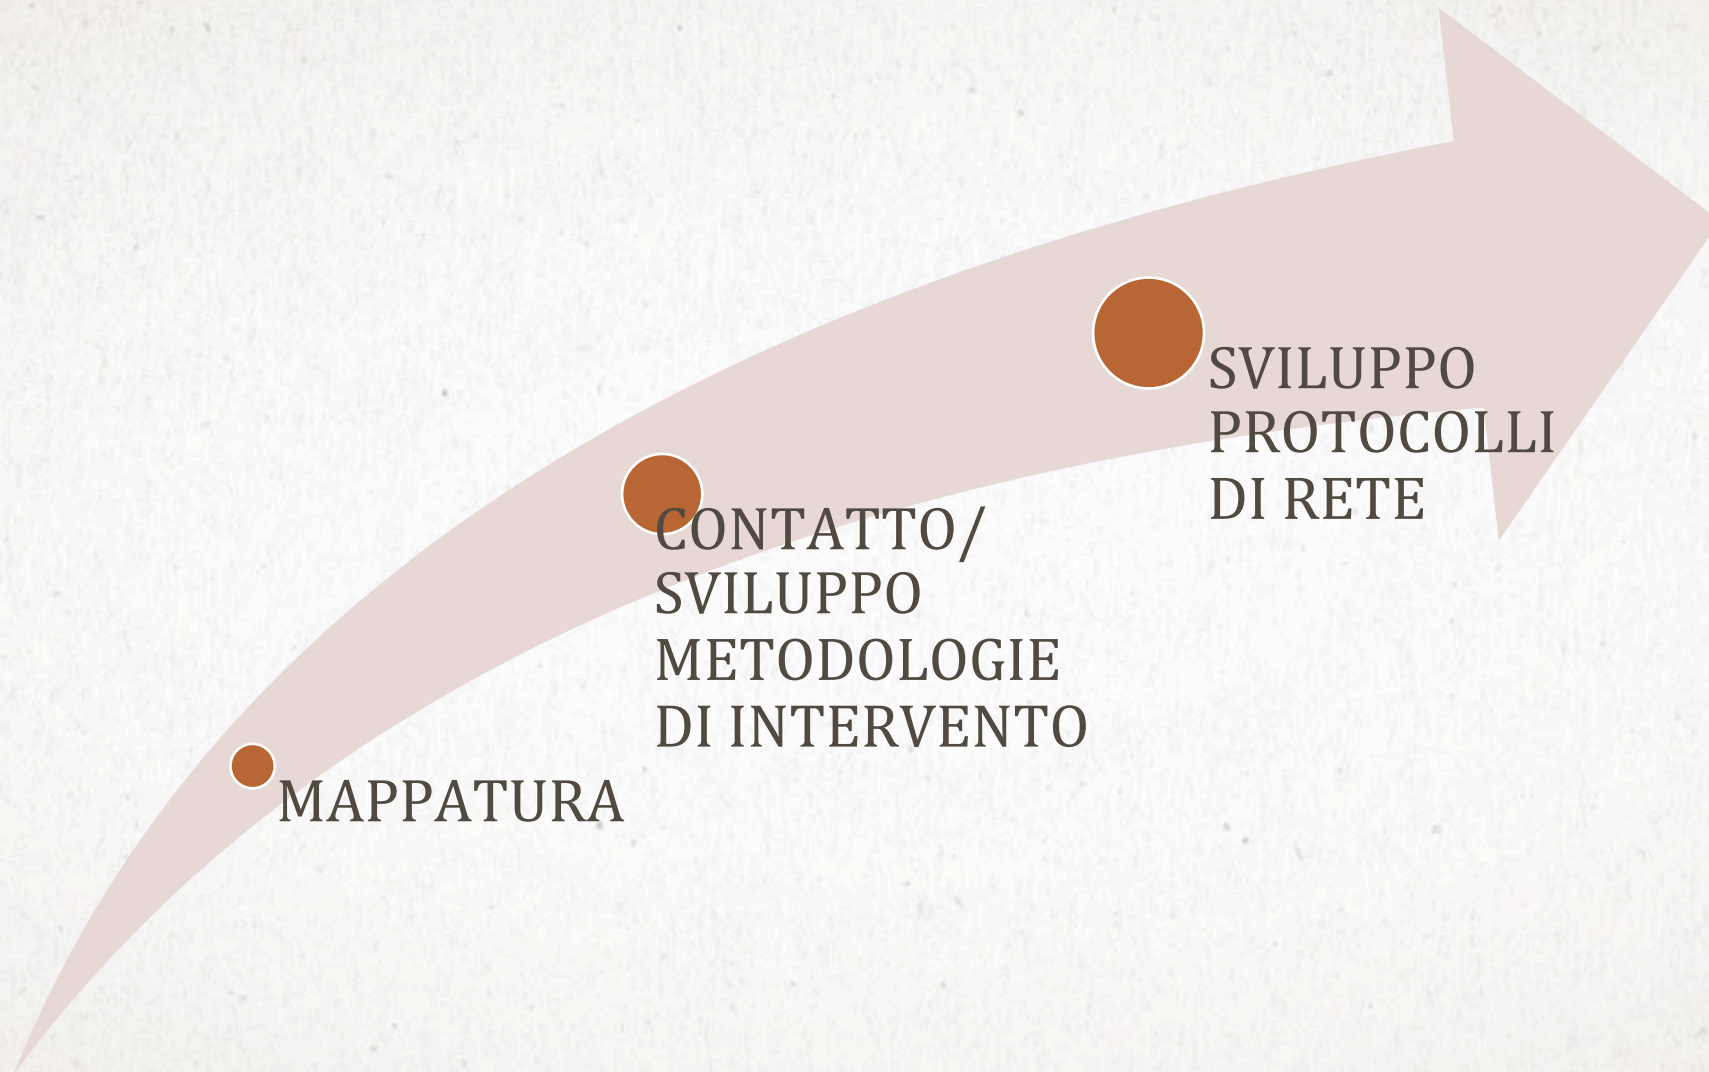 MAPPATURA
CONTATTO/
SVILUPPO
METODOLOGIE
DI INTERVENTO
SVILUPPO
PROTOCOLLI
DI RETE